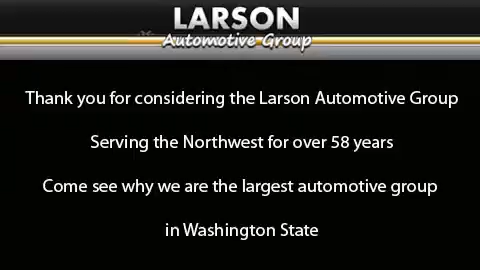 LARSON
Automotive Group
Thank you for considering the Larson Automotive Group
Serving the Northwest for over 58 years
Come see why we are the largest automotive group
in Washington State